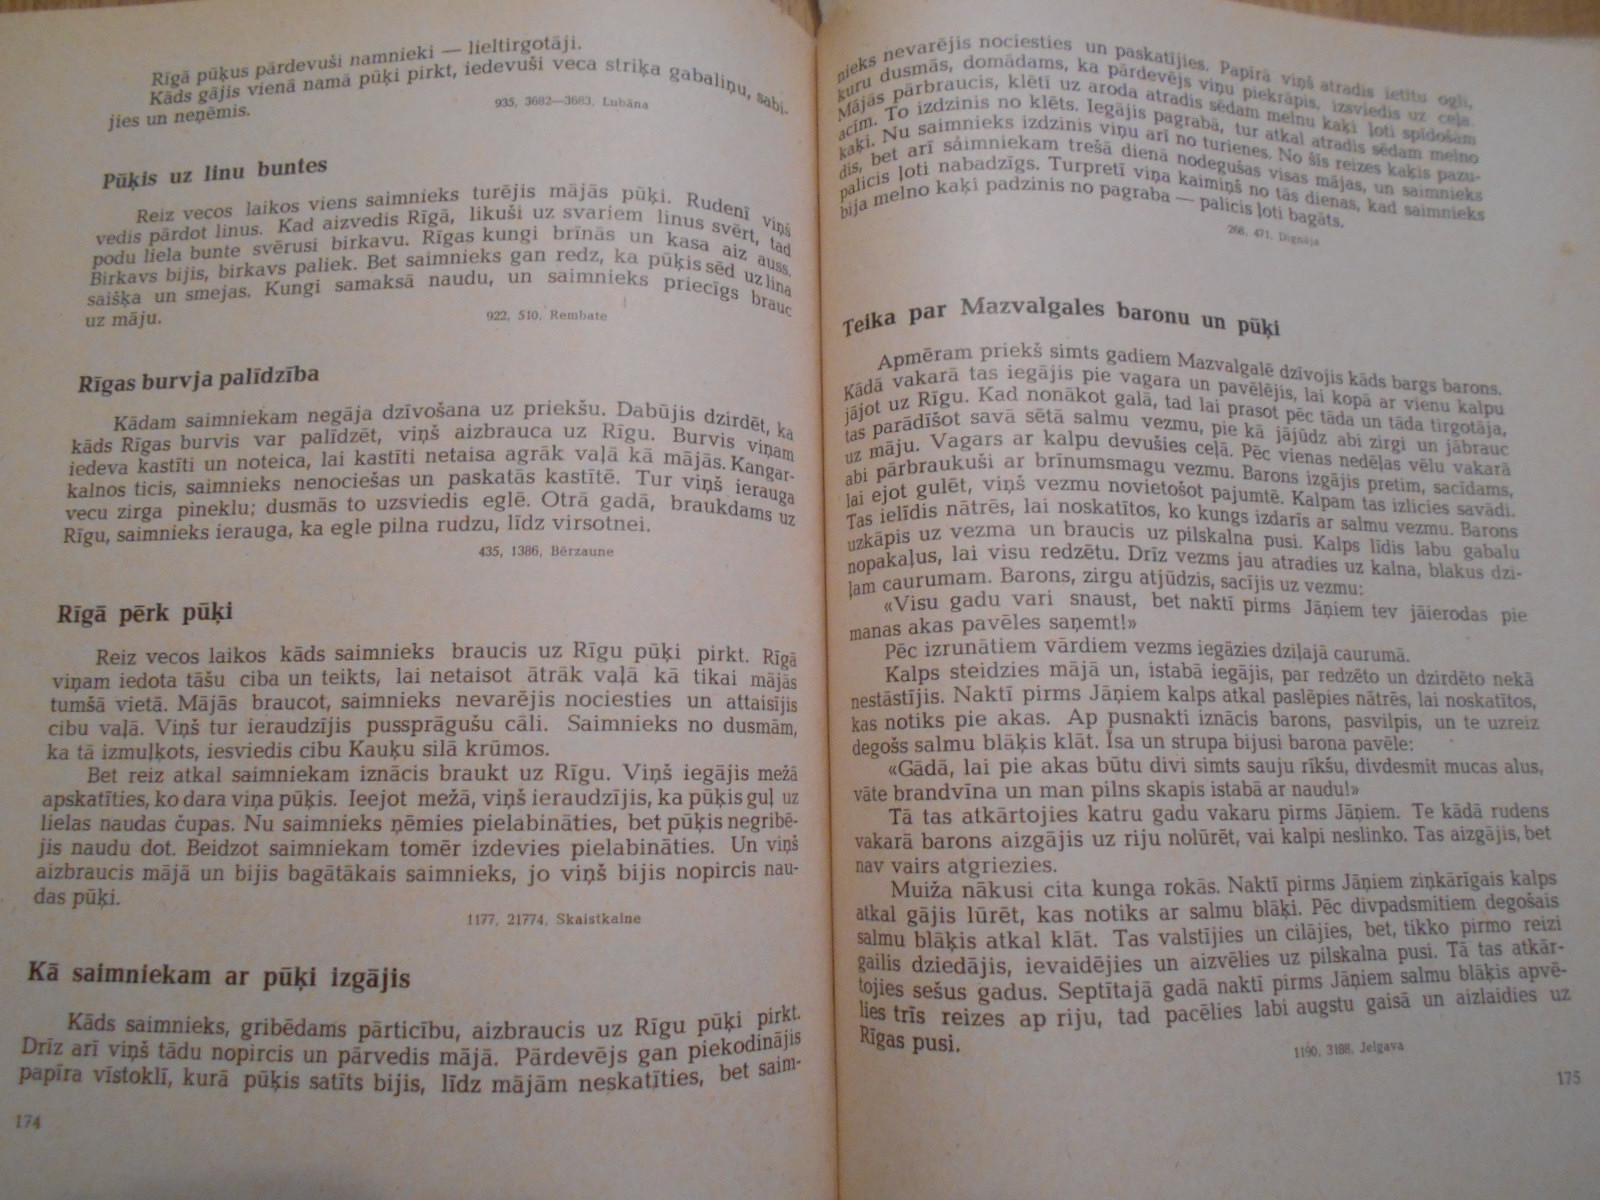 Rīgā pūķus pārdevuši namnieki — lieltirgotāji.
Kāds gājis vienā namā pūķi pirkt, iedevuši veca striķa gabaliņu, sabi-
jies un neņēmis.
935, 3682—3683, Lubāna
Pūķis uz linu buntes
Reiz vecos laikos viens saimnieks turējis mājās pūķi. Rudenī viņš
vedis pārdot linus. Kad aizvedis Rīgā, likuši uz svariem linus svērt, tad
podu liela bunte svērusi birkavu. Rīgas kungi brīnās un kasa aiz auss.
Birkavs bijis, birkavs paliek. Bet saimnieks gan redz, ka pūķis sēd uz lina
saišķa un smejas. Kungi samaksā naudu, un saimnieks priecīgs brauc
uz māju.
922, 510, Rembate
Rīgas burvja palīdzība
Kādam saimniekam negāja dzīvošana uz priekšu. Dabūjis dzirdēt, ka
kāds Rīgas burvis var palīdzēt, viņš aizbrauca uz Rīgu. Burvis viņam
iedeva kastīti un noteica, lai kastīti netaisa agrāk vaļā kā mājās. Kangar-
kalnos ticis, saimnieks nenociešas un paskatās kastītē. Tur viņš ierauga
vecu zirga pineklu; dusmās to uzsviedis eglē. Otrā gadā, braukdams uz
Rīgu, saimnieks ierauga, ka egle pilna rudzu, līdz virsotnei.
435, 1386, Bērzaune
Rīgā pērk pūķi
Reiz vecos laikos kāds saimnieks braucis uz Rīgu pūķi pirkt. Rīgā
viņam iedota tāšu ciba un teikts, lai netaisot ātrāk vaļā kā tikai mājās
tumšā vietā. Mājās braucot, saimnieks nevarējis nociesties un attaisījis
cibu vaļā. Viņš tur ieraudzījis pussprāgušu cāli. Saimnieks no dusmām,
ka tā izmuļķots, iesviedis cibu Kauķu silā krūmos.
Bet reiz atkal saimniekam iznācis braukt uz Rīgu. Viņš iegājis mežā
apskatīties, ko dara viņa pūķis. Ieejot mežā, viņš ieraudzījis, ka pūķis guļ uz
lielas naudas čupas. Nu saimnieks ņēmies pielabināties, bet pūķis negribē-
jis naudu dot. Beidzot saimniekam tomēr izdevies pielabināties. Un viņš
aizbraucis mājā un bijis bagātākais saimnieks, jo viņš bijis nopircis nau-
das pūķi.
1177, 21774, Skaistkalne
Kā saimniekam ar pūķi izgājis
Kāds saimnieks, gribēdams pārticību, aizbraucis uz Rīgu pūķi pirkt.
Drīz arī viņš tādu nopircis un pārvedis mājā. Pārdevējs gan piekodinājis
papīra vīstoklī, kurā pūķis satīts bijis, līdz mājām neskatīties, bet saim-
174
nieks nevarējis nociesties un paskatījies. Papīrā viņš atradis ietītu ogli,
kuru dusmās, domādams, ka pārdevējs viņu piekrāpis, izsviedis uz ceļa.
Mājās pārbraucis, klētī uz aroda atradis sēdam melnu kaķi ļoti spīdošām
acīm. To izdzinis no klēts. Iegājis pagrabā, tur atkal atradis sēdam melno
kaķi. Nu saimnieks izdzinis viņu arī no turienes. No šīs reizes kaķis pazu-
dis, bet arī saimniekam trešā dienā nodegušas visas mājas, un saimnieks
palicis ļoti nabadzīgs. Turpretī viņa kaimiņš no tās dienas, kad saimnieks
bija melno kaķi padzinis no pagraba — palicis ļoti bagāts.
268, 471, Dignāja
Teika par Mazvalgales baronu un pūķi
Apmēram priekš simts gadiem Mazvalgalē dzīvojis kāds bargs barons.
Kādā vakarā tas iegājis pie vagara un pavēlējis, lai kopā ar vienu kalpu
jājot uz Rīgu. Kad nonākot galā, tad lai prasot pēc tāda un tāda tirgotāja,
tas parādīšot savā sētā salmu vezmu, pie kā jājūdz abi zirgi un jābrauc
uz māju. Vagars ar kalpu devušies ceļā. Pēc vienas nedēļas vēlu vakarā
abi pārbraukuši ar brīnumsmagu vezmu. Barons izgājis pretim, sacīdams,
lai ejot gulēt, viņš vezmu novietošot pajumtē. Kalpam tas izlicies savādi.
Tas ielīdis nātrēs, lai noskatītos, ko kungs izdarīs ar salmu vezmu. Barons
uzkāpis uz vezma un braucis uz pilskalna pusi. Kalps līdis labu gabalu
nopakaļus, lai visu redzētu. Drīz vezms jau atradies uz kalna, blakus dzi-
ļam caurumam. Barons, zirgu atjūdzis, sacījis uz vezmu:
«Visu gadu vari snaust, bet naktī pirms Jāņiem tev jāierodas pie
manas akas pavēles saņemt!»
Pēc izrunātiem vārdiem vezms iegāzies dziļajā caurumā.
Kalps steidzies mājā un, istabā iegājis, par redzēto un dzirdēto nekā
nestāstījis. Naktī pirms Jāņiem kalps atkal paslēpies nātrēs, lai noskatītos,
kas notiks pie akas. Ap pusnakti iznācis barons, pasvilpis, un te uzreiz
degošs salmu blāķis klāt. Īsa un strupa bijusi barona pavēle:
«Gādā, lai pie akas būtu divi simts sauju rīkšu, divdesmit mucas alus,
vāte brandvīna un man pilns skapis istabā ar naudu!»
Tā tas atkārtojies katru gadu vakaru pirms Jāņiem. Te kādā rudens
vakarā barons aizgājis uz riju nolūrēt, vai kalpi neslinko. Tas aizgājis, bet
nav vairs atgriezies.
Muiža nākusi cita kunga rokās. Naktī pirms Jāņiem ziņkārīgais kalps
atkal gājis lūrēt, kas notiks ar salmu blāķi. Pēc divpadsmitiem degošais
salmu blāķis atkal klāt. Tas valstījies un cilājies, bet, tikko pirmo reizi
gailis dziedājis, ievaidējies un aizvēlies uz pilskalna pusi. Tā tas atkār-
tojies sešus gadus. Septītajā gadā naktī pirms Jāņiem salmu blāķis apvē-
lies trīs reizes ap riju, tad pacēlies labi augstu gaisā un aizlaidies uz
Rīgas pusi.
1190, 3188, Jelgava
175